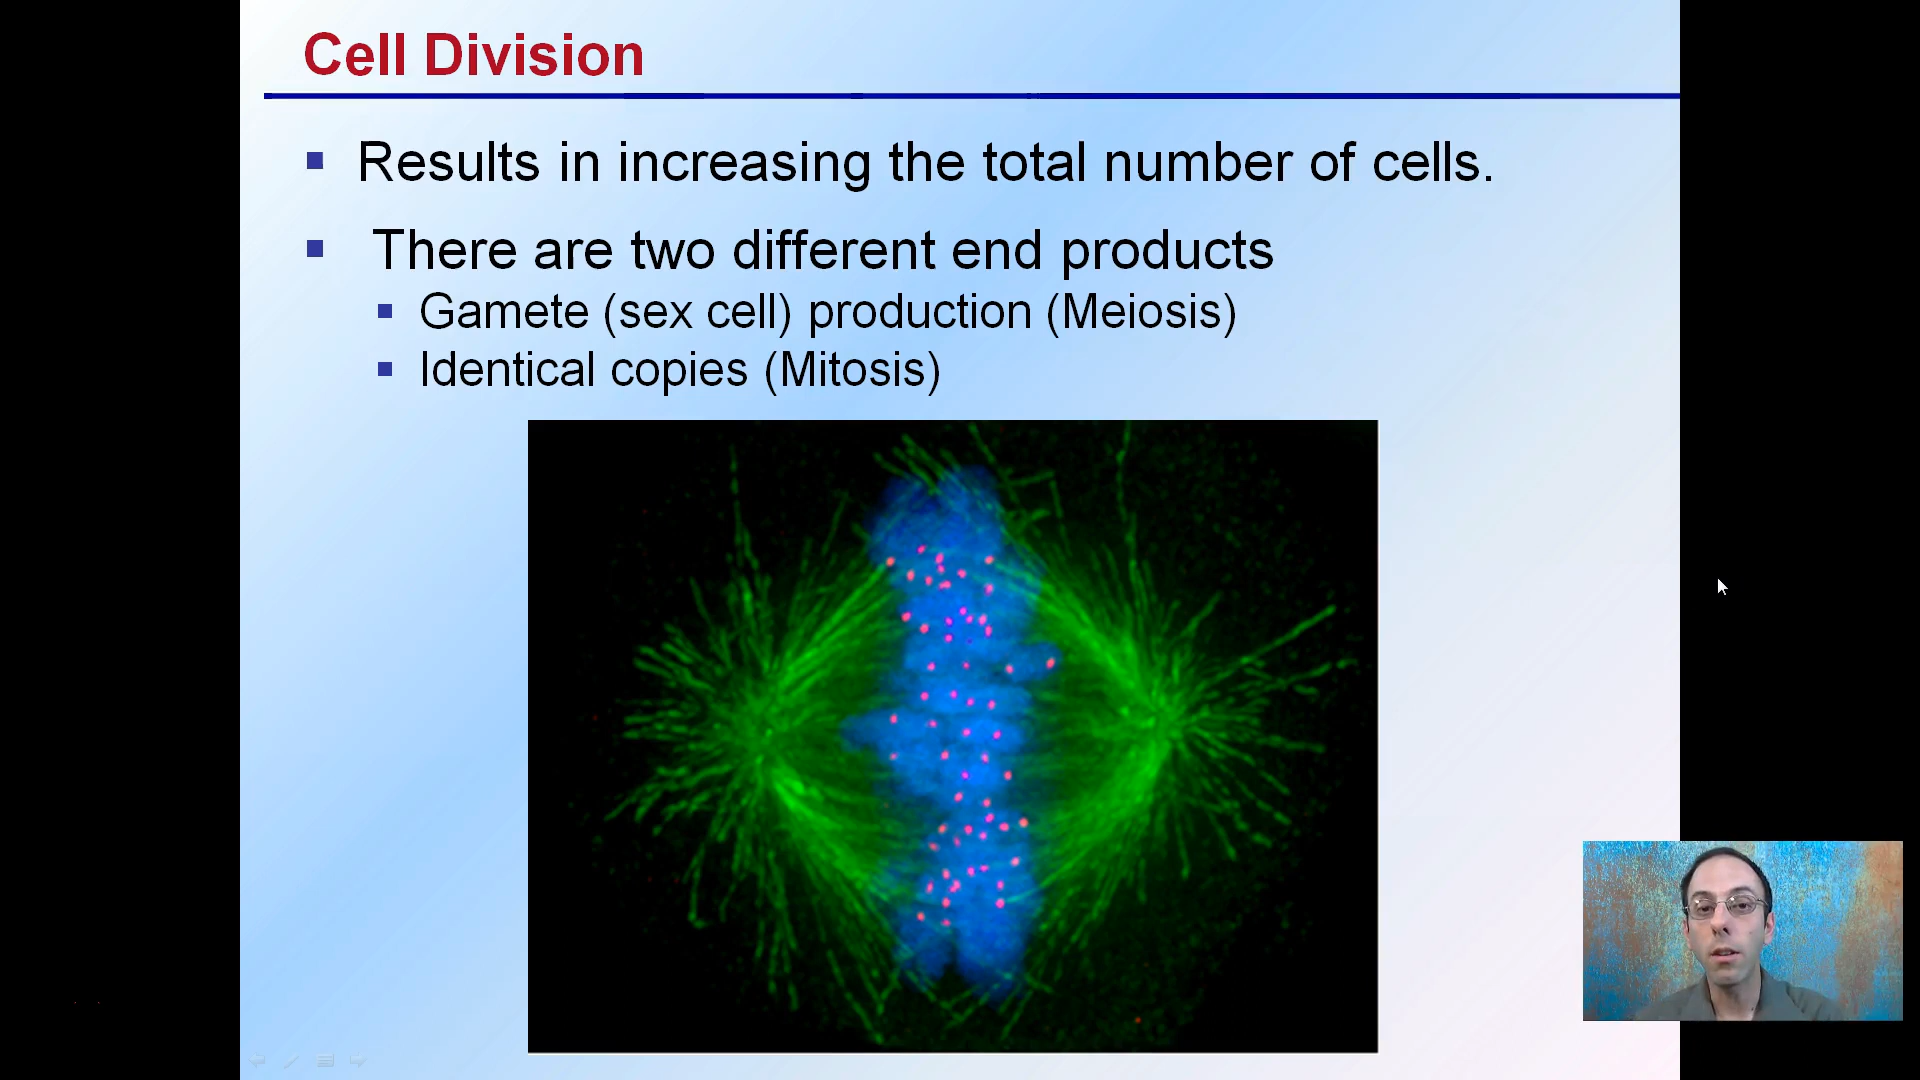 Cell Division
Results in increasing the total number of cells.
There are two different end products
Gamete (sex cell) production (Meiosis)
Identical copies (Mitosis)